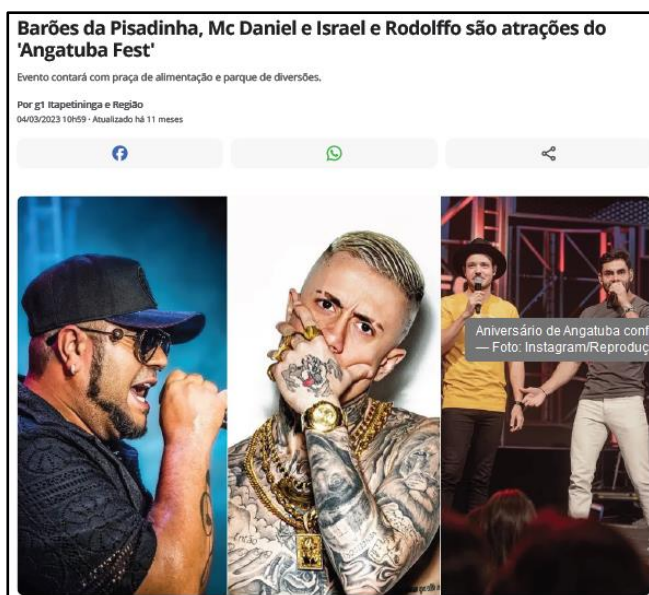 Barões da Pisadinha, Mc Daniel e Israel e Rodolffo são atrações do
'Angatuba Fest'
Evento contará com praça de alimentação e parque de diversões.
Por g1 Itapetininga e Região
04/03/2023 10h59 · Atualizado há 11 meses
Aniversário de Angatuba conf
— Foto: Instagram/Reproduç